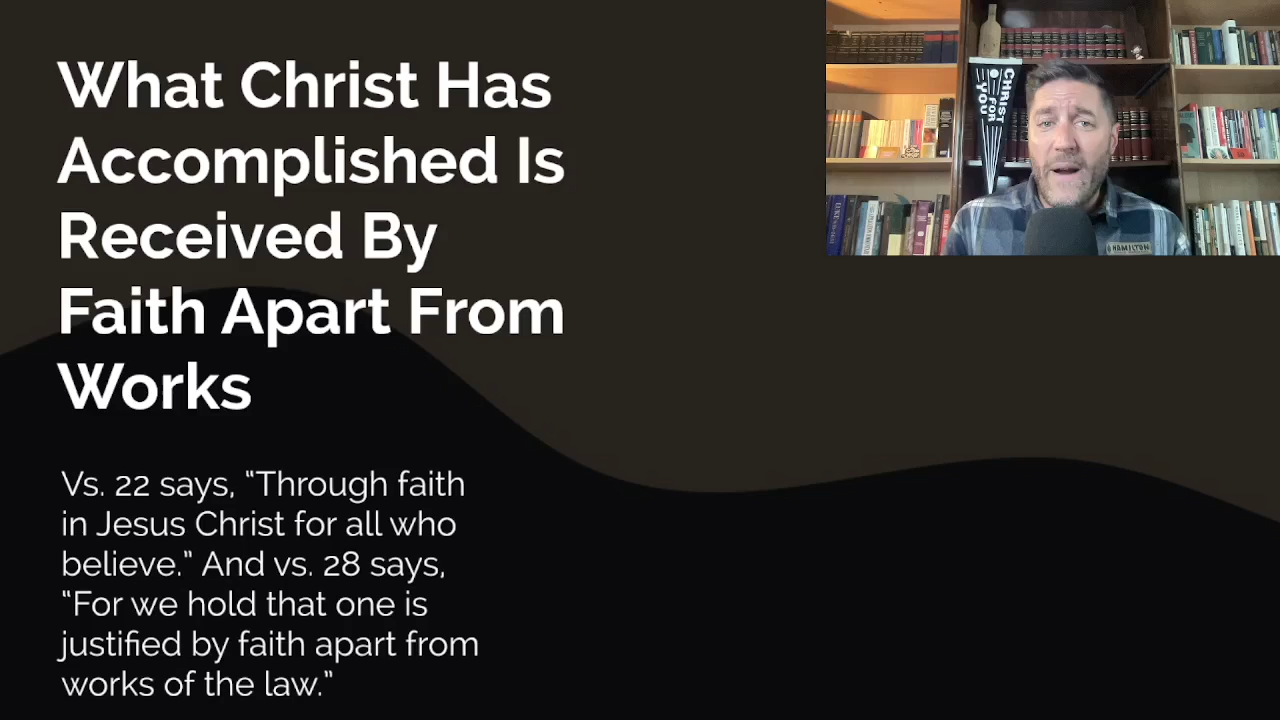 What Christ Has
Accomplished Is
Received By
Faith Apart From
Works
Vs. 22 says, “Through faith
in Jesus Christ for all who
believe.” And vs. 28 says,
“For we hold that one is
justified by faith apart from
works of the law.”
CHRIST
FOR
YOU
HAMILTON
LUKE